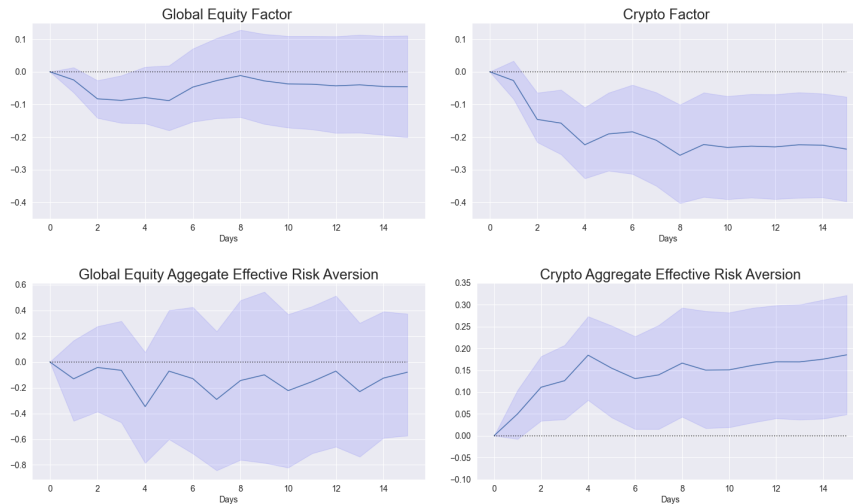 Global Equity Factor
0.1
0.0
−0.1
−0.2
−0.3
−0.4
0 2 4 6 8 10 12 14
Days
Crypto Factor
0.1
0.0
−0.1
−0.2
−0.3
−0.4
0 2 4 6 8 10 12 14
Days
Global Equity Aggegate Effective Risk Aversion
0.6
0.4
0.2
0.0
−0.2
−0.4
−0.6
−0.8
0 2 4 6 8 10 12 14
Days
Crypto Aggregate Effective Risk Aversion
0.35
0.30
0.25
0.20
0.15
0.10
0.05
0.00
−0.05
−0.10
0 2 4 6 8 10 12 14
Days